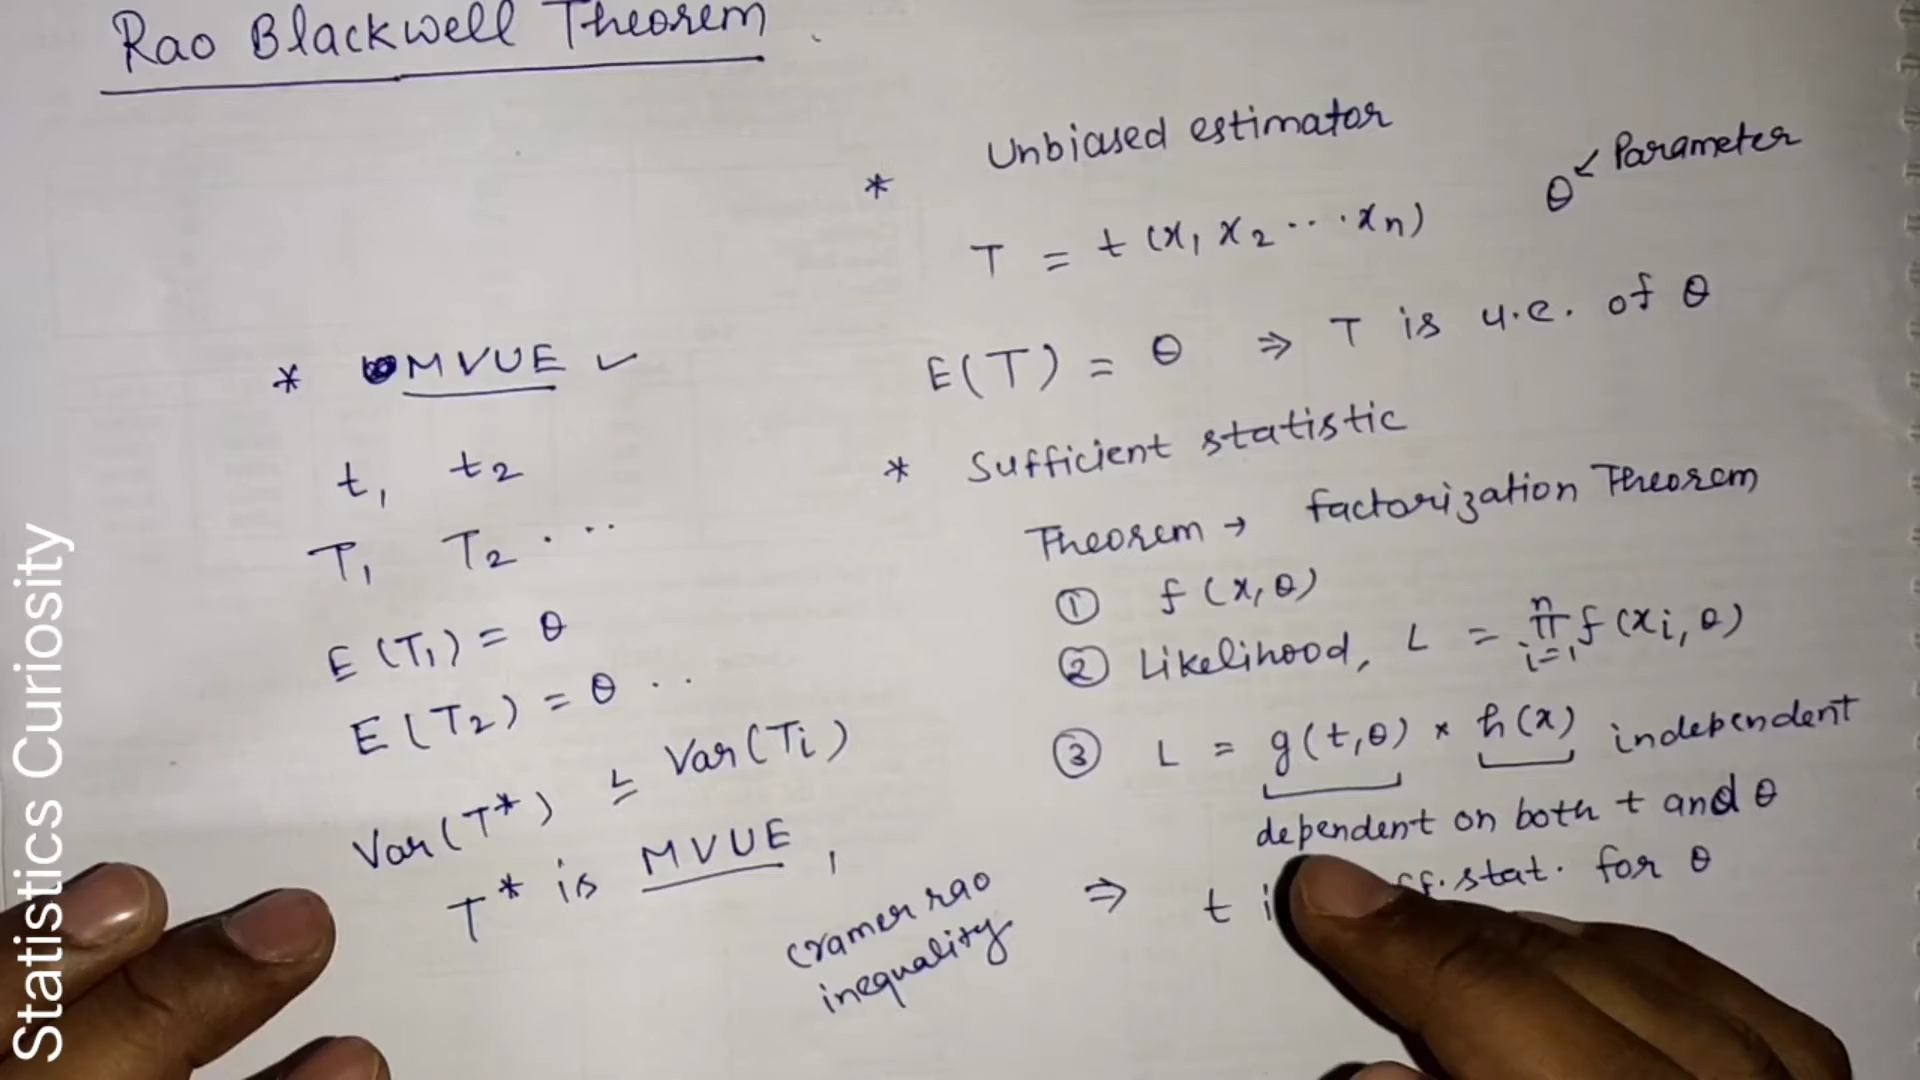 Rao Blackwell Theorem
* Unbiased estimator
θ ↙ Parameter
T = t (x₁ x₂ ... xn)
E(T) = θ ⇒ T is u.e. of θ
* Sufficient statistic
Theorem → factorization Theorem
① f(x,θ)
② Likelihood, L = π f(xi,θ)
n
i=1
③ L = g(t,θ) * h(x) independent
dependent on both t and θ
⇒ t stat. for θ
* MVUE ✓
t₁ t₂
T₁ T₂ ...
E(T₁) = θ
E(T₂) = θ ..
Var(T*) ≤ Var(Ti)
T* is MVUE,
cramer rao
inequality
Statistics Curiosity